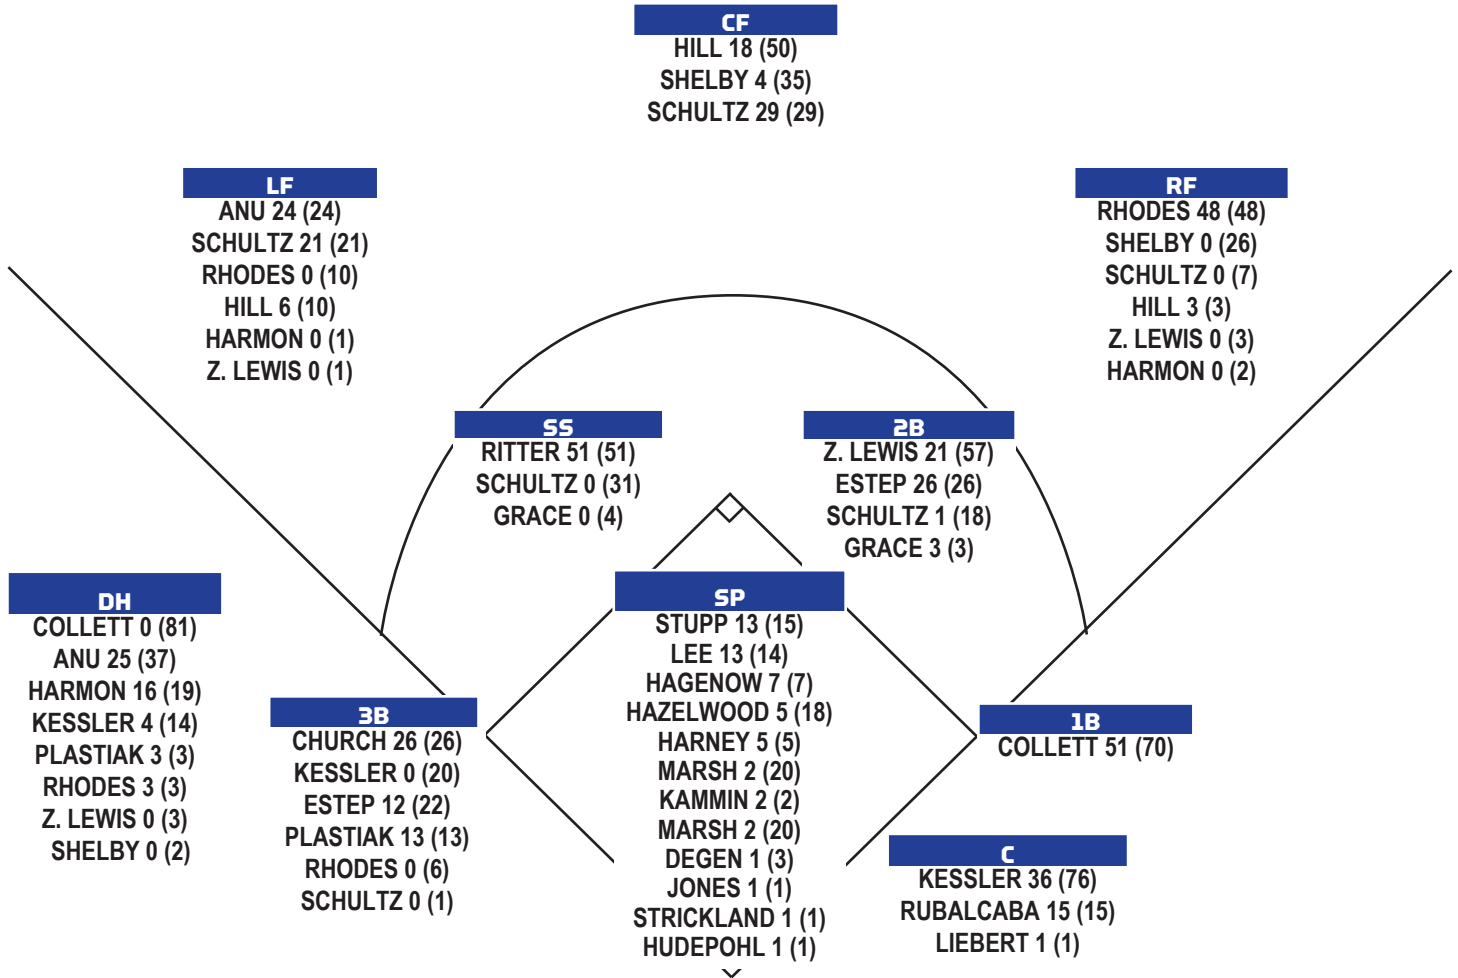 CF
HILL 18 (50)
SHELBY 4 (35)
SCHULTZ 29 (29)
LF
ANU 24 (24)
SCHULTZ 21 (21)
RHODES 0 (10)
HILL 6 (10)
HARMON 0 (1)
Z. LEWIS 0 (1)
RF
RHODES 48 (48)
SHELBY 0 (26)
SCHULTZ 0 (7)
HILL 3 (3)
Z. LEWIS 0 (3)
HARMON 0 (2)
SS
RITTER 51 (51)
SCHULTZ 0 (31)
GRACE 0 (4)
2B
Z. LEWIS 21 (57)
ESTEP 26 (26)
SCHULTZ 1 (18)
GRACE 3 (3)
DH
COLLETT 0 (81)
ANU 25 (37)
HARMON 16 (19)
KESSLER 4 (14)
PLASTIAK 3 (3)
RHODES 3 (3)
Z. LEWIS 0 (3)
SHELBY 0 (2)
3B
CHURCH 26 (26)
KESSLER 0 (20)
ESTEP 12 (22)
PLASTIAK 13 (13)
RHODES 0 (6)
SCHULTZ 0 (1)
SP
STUPP 13 (15)
LEE 13 (14)
HAGENOW 7 (7)
HAZELWOOD 5 (18)
HARNEY 5 (5)
MARSH 2 (20)
KAMMIN 2 (2)
MARSH 2 (20)
DEGEN 1 (3)
JONES 1 (1)
STRICKLAND 1 (1)
HUDEPOHL 1 (1)
1B
COLLETT 51 (70)
C
KESSLER 36 (76)
RUBALCABA 15 (15)
LIEBERT 1 (1)